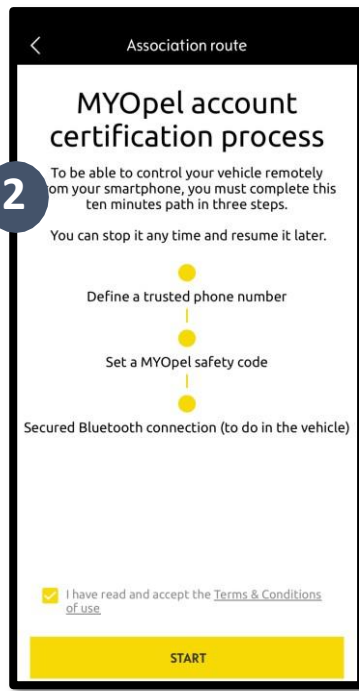 Association route
MYOpel account
certification process
2
To be able to control your vehicle remotely
om your smartphone, you must complete this
ten minutes path in three steps.
You can stop it any time and resume it later.
Define a trusted phone number
Set a MYOpel safety code
Secured Bluetooth connection (to do in the vehicle)
I have read and accept the Terms & Conditions
of use
START